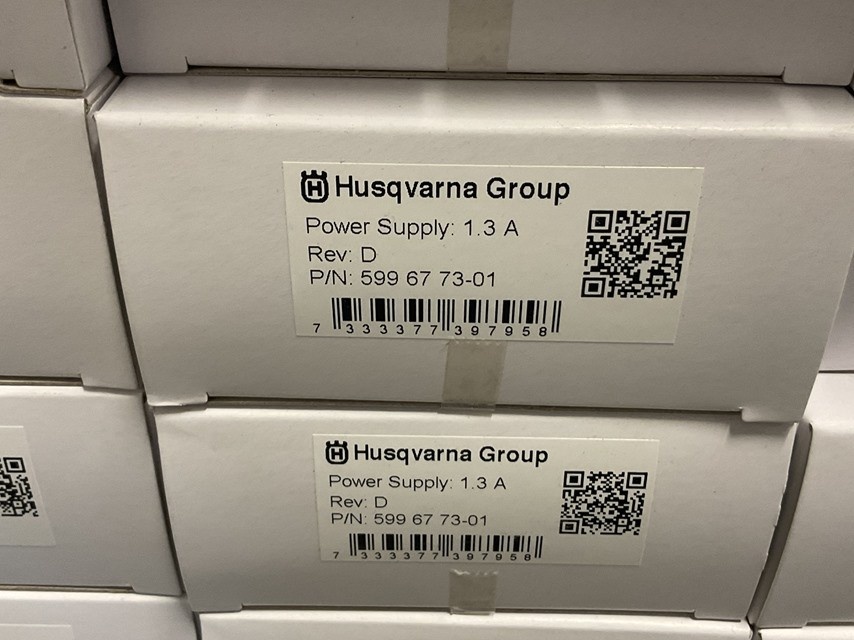 H Husqvarna Group
Power Supply: 1.3 A
Rev: D
P/N: 599 67 73-01
7 333377 397958
H Husqvarna Group
Power Supply: 1.3 A
Rev: D
P/N: 599 67 73-01
7 333377 397958